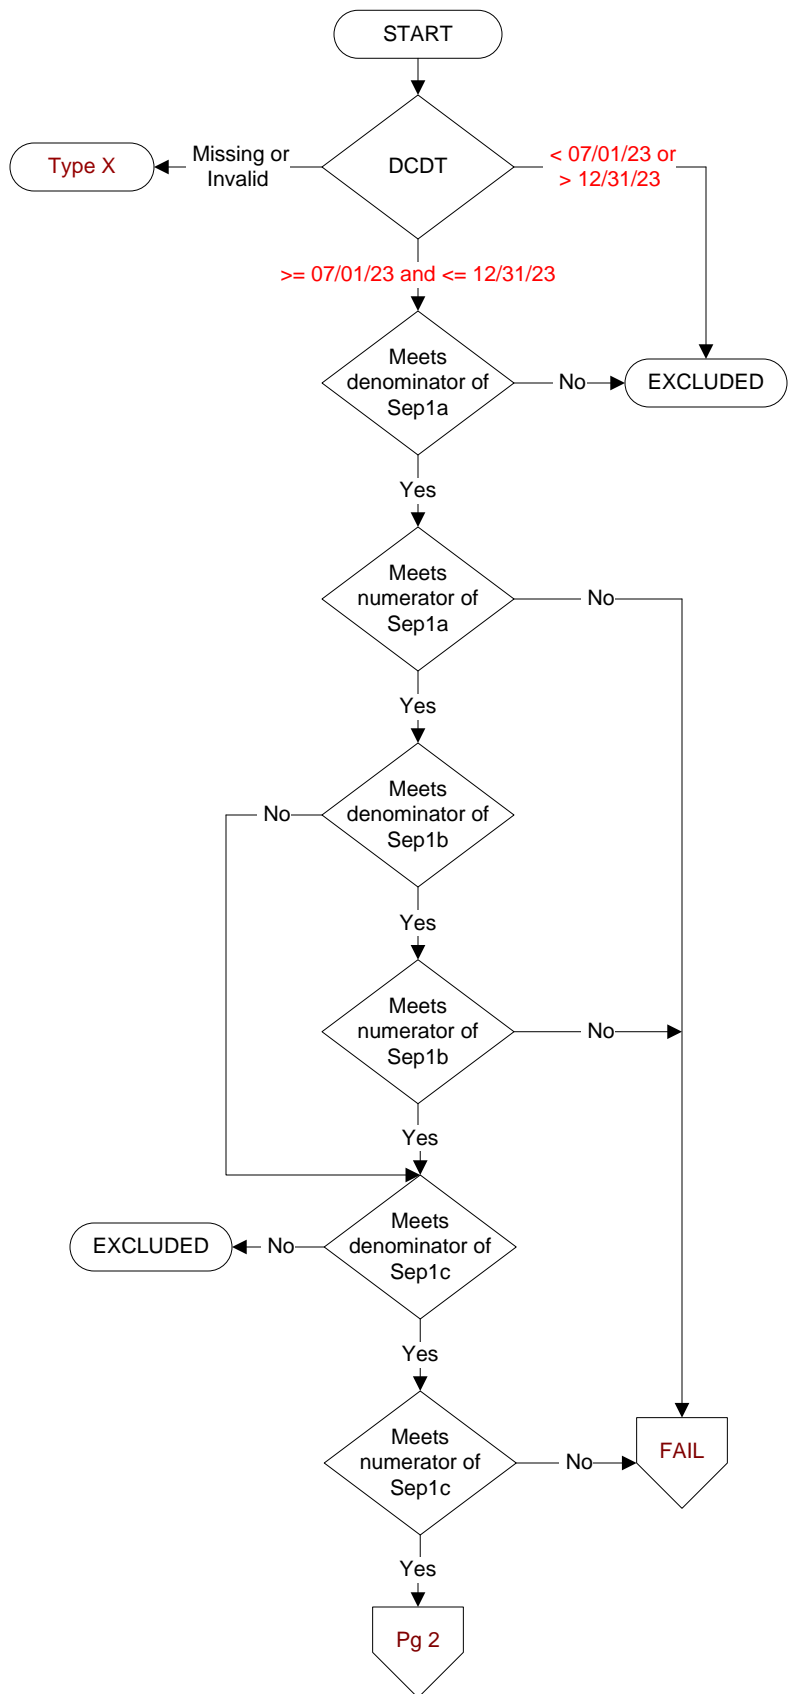 START
DCDT
Missing or
Invalid
Type X
< 07/01/23 or
> 12/31/23
>= 07/01/23 and <= 12/31/23
Meets
denominator of
Sep1a
No
EXCLUDED
Yes
Meets
numerator of
Sep1a
No
Yes
Meets
denominator of
Sep1b
No
Yes
Meets
numerator of
Sep1b
No
Yes
Meets
denominator of
Sep1c
No
EXCLUDED
Yes
Meets
numerator of
Sep1c
No
FAIL
Yes
Pg 2